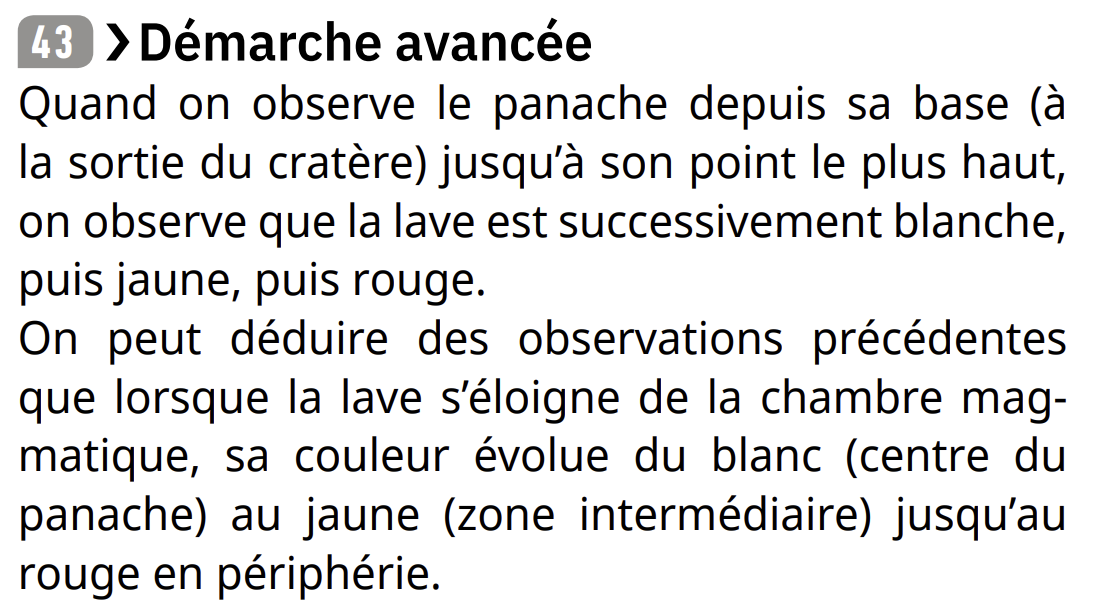 43 ❯ Démarche avancée
Quand on observe le panache depuis sa base (à
la sortie du cratère) jusqu’à son point le plus haut,
on observe que la lave est successivement blanche,
puis jaune, puis rouge.
On peut déduire des observations précédentes
que lorsque la lave s’éloigne de la chambre mag-
matique, sa couleur évolue du blanc (centre du
panache) au jaune (zone intermédiaire) jusqu’au
rouge en périphérie.